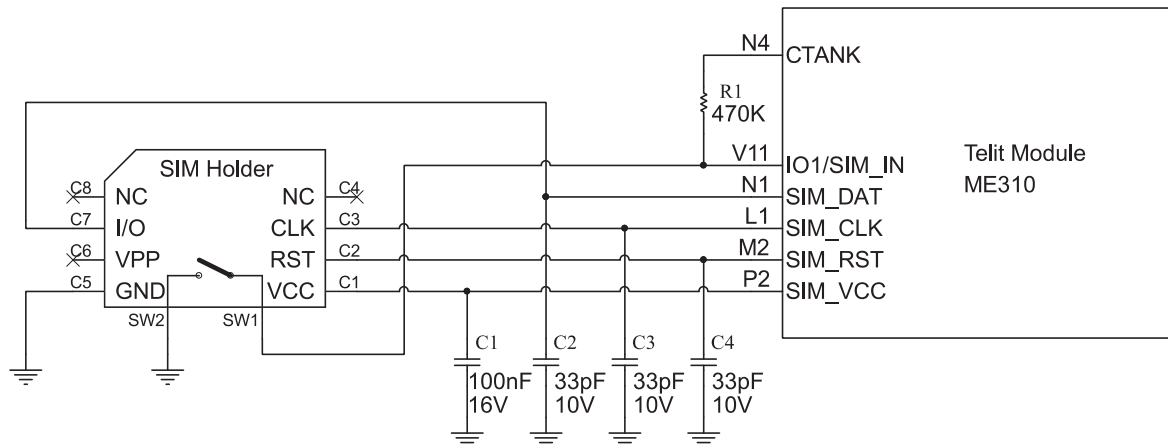 N4
CTANK
R1
470K
V11
IO1/SIM_IN
Telit Module
ME310
SIM Holder
C8
NC
NC
C4
N1
SIM_DAT
C7
I/O
CLK
C3
L1
SIM_CLK
C6
VPP
RST
C2
M2
SIM_RST
C5
GND
VCC
C1
P2
SIM_VCC
SW2
SW1
C1
100nF
16V
C2
33pF
10V
C3
33pF
10V
C4
33pF
10V